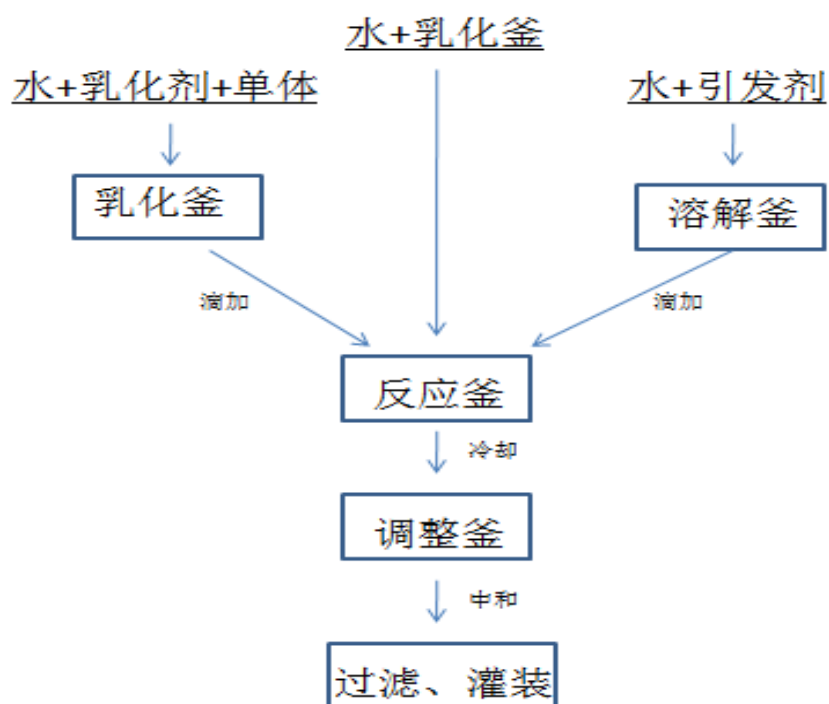 水+乳化釜
水+乳化剂+单体
水+引发剂
乳化釜
溶解釜
滴加
滴加
反应釜
冷却
调整釜
中和
过滤、灌装